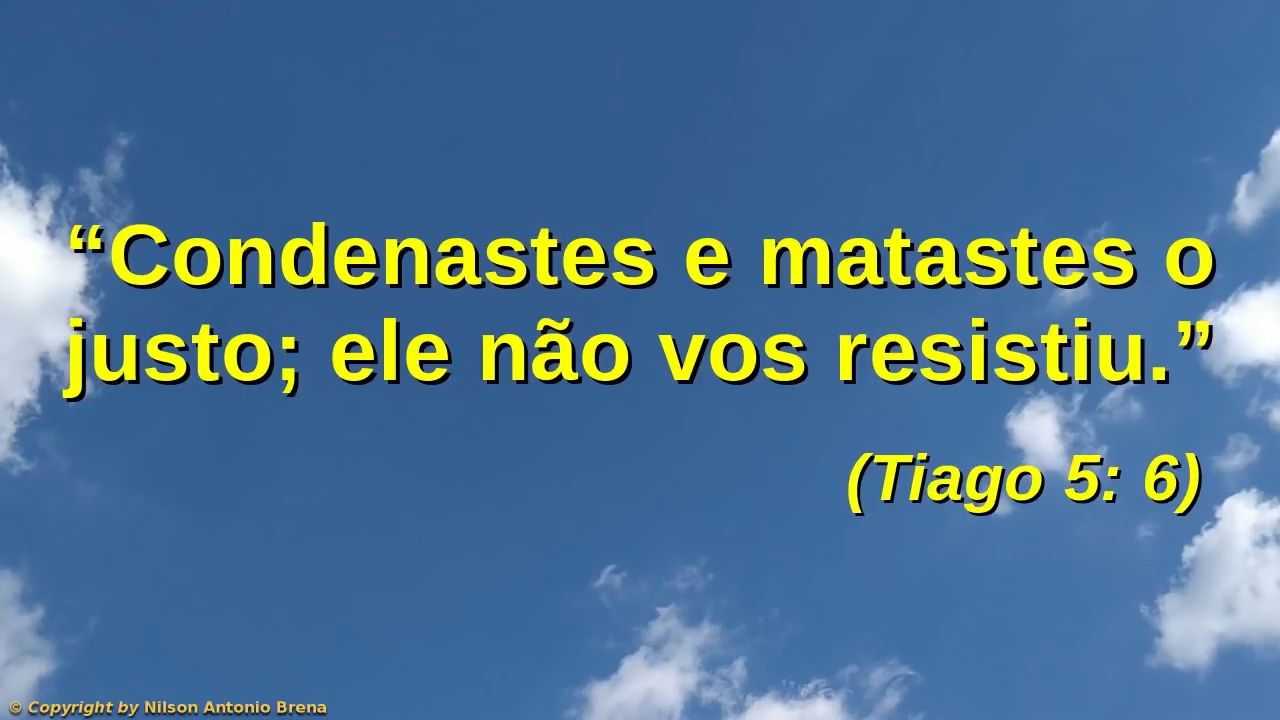 “Condenastes e matastes o
justo; ele não vos resistiu.”
(Tiago 5: 6)
© Copyright by Nilson Antonio Brena